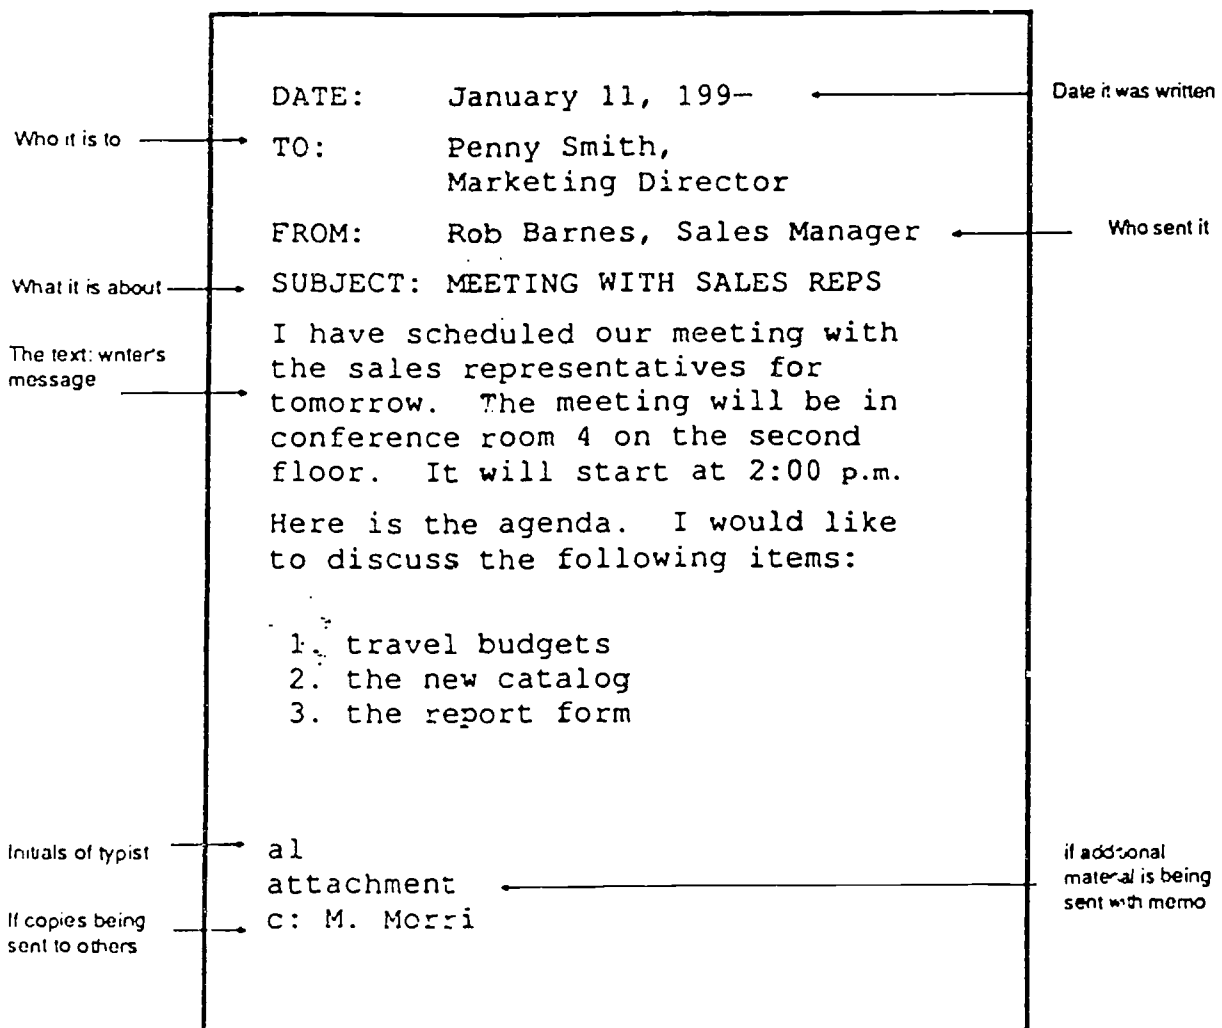 DATE: January 11, 199—
Date it was written
Who it is to
TO: Penny Smith,
Marketing Director
FROM: Rob Barnes, Sales Manager
Who sent it
What it is about
SUBJECT: MEETING WITH SALES REPS
The text: writer's
message
I have scheduled our meeting with
the sales representatives for
tomorrow. The meeting will be in
conference room 4 on the second
floor. It will start at 2:00 p.m.
Here is the agenda. I would like
to discuss the following items:
1. travel budgets
2. the new catalog
3. the report form
Initials of typist
al
attachment
if additional
material is being
sent with memo
If copies being
sent to others
c: M. Morri